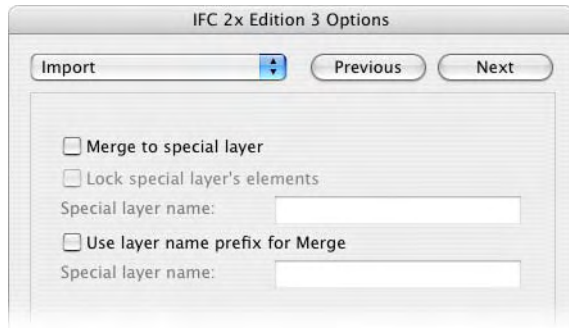 IFC 2x Edition 3 Options
Import Previous Next
Merge to special layer
Lock special layer's elements
Special layer name:
Use layer name prefix for Merge
Special layer name: